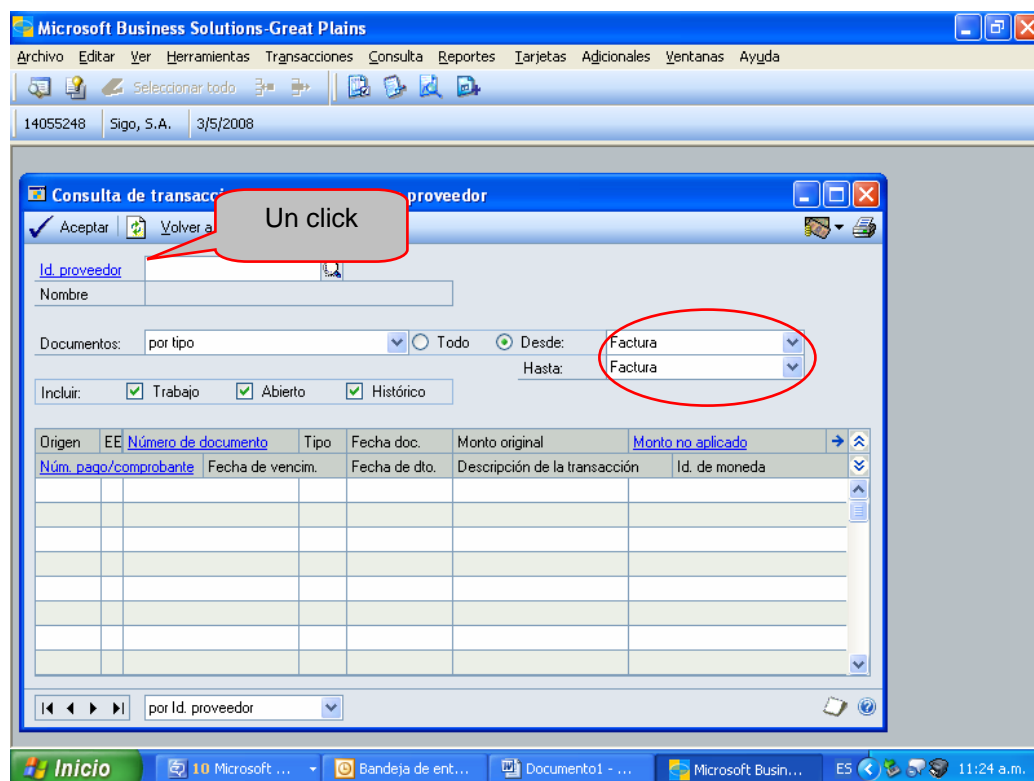 Microsoft Business Solutions-Great Plains
Archivo Editar Ver Herramientas Transacciones Consulta Reportes Tarjetas Adicionales Ventanas Ayuda
Seleccionar todo
14055248 Sigo, S.A. 3/5/2008
Consulta de transacci proveedor
Un click
Aceptar Volver a
Id. proveedor
Nombre
Documentos: por tipo Todo Desde: Factura
Hasta: Factura
Incluir: Trabajo Abierto Histórico
Origen EE Número de documento Tipo Fecha doc. Monto original Monto no aplicado
Núm. pago/comprobante Fecha de vencim. Fecha de dto. Descripción de la transacción Id. de moneda
por Id. proveedor
Inicio 10 Microsoft ... Bandeja de ent... Documento1 - ... Microsoft Busin... ES 11:24 a.m.